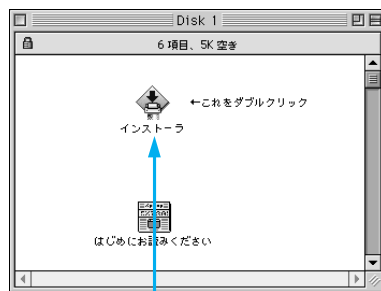 Disk 1
6 項目、5K 空き
←これをダブルクリック
インストーラ
はじめにお読みください